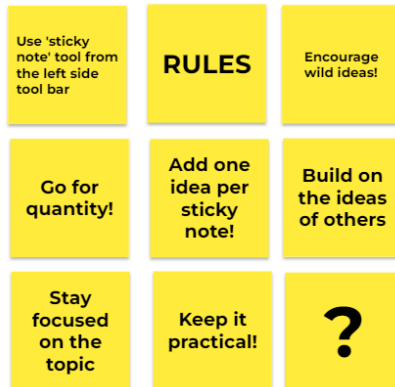 Use 'sticky
note' tool from
the left side
tool bar
RULES
Encourage
wild ideas!
Go for
quantity!
Add one
idea per
sticky
note!
Build on
the ideas
of others
Stay
focused
on the
topic
Keep it
practical!
?